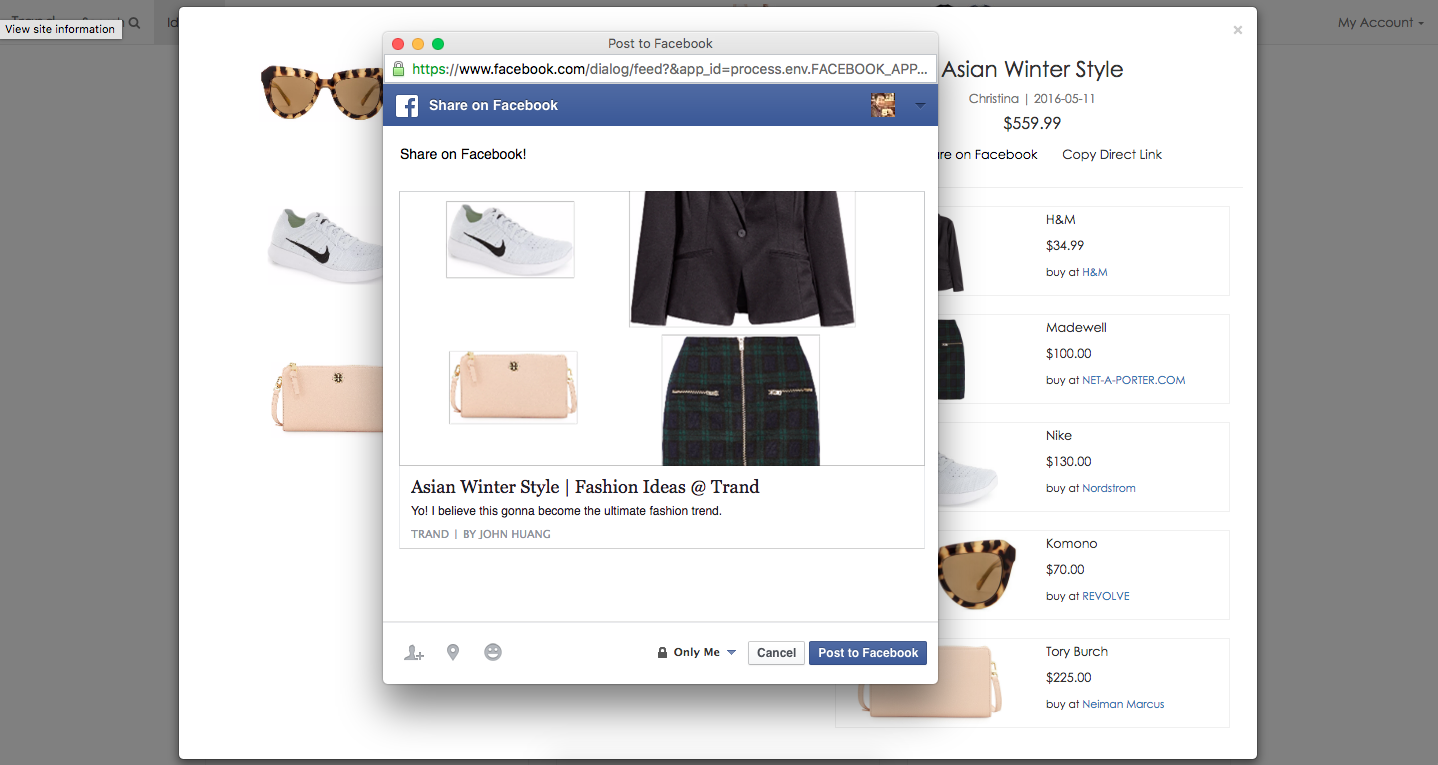 View site information
My Account
×
Post to Facebook
https://www.facebook.com/dialog/feed?&app_id=process.env.FACEBOOK_APP...
Share on Facebook
Share on Facebook!
Asian Winter Style | Fashion Ideas @ Trand
Yo! I believe this gonna become the ultimate fashion trend.
TRAND | BY JOHN HUANG
Only Me
Cancel
Post to Facebook
Asian Winter Style
Christina | 2016-05-11
$559.99
on Facebook
Copy Direct Link
H&M
$34.99
buy at H&M
Madewell
$100.00
buy at NET-A-PORTER.COM
Nike
$130.00
buy at Nordstrom
Komono
$70.00
buy at REVOLVE
Tory Burch
$225.00
buy at Neiman Marcus